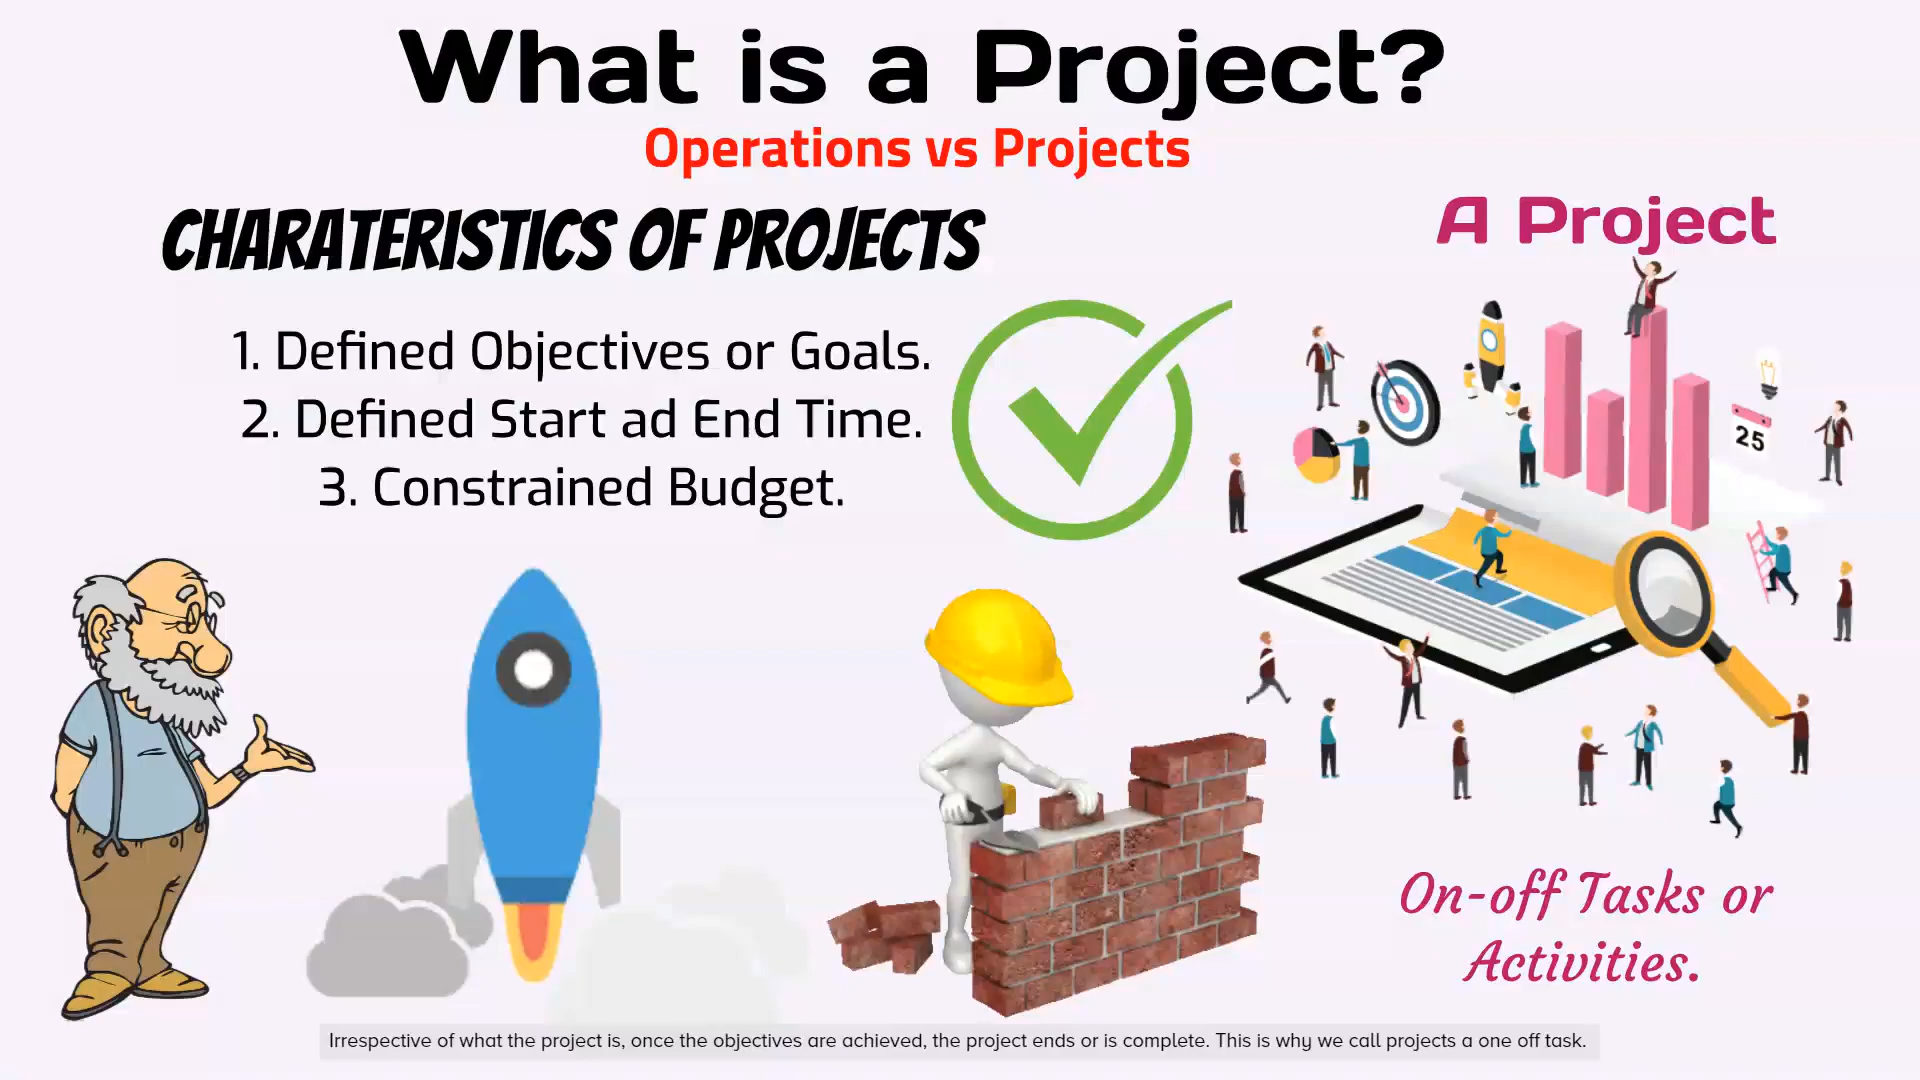 What is a Project?
Operations vs Projects
CHARATERISTICS OF PROJECTS
A Project
1. Defined Objectives or Goals.
2. Defined Start ad End Time.
3. Constrained Budget.
25
On-off Tasks or
Activities.
Irrespective of what the project is, once the objectives are achieved, the project ends or is complete. This is why we call projects a one off task.